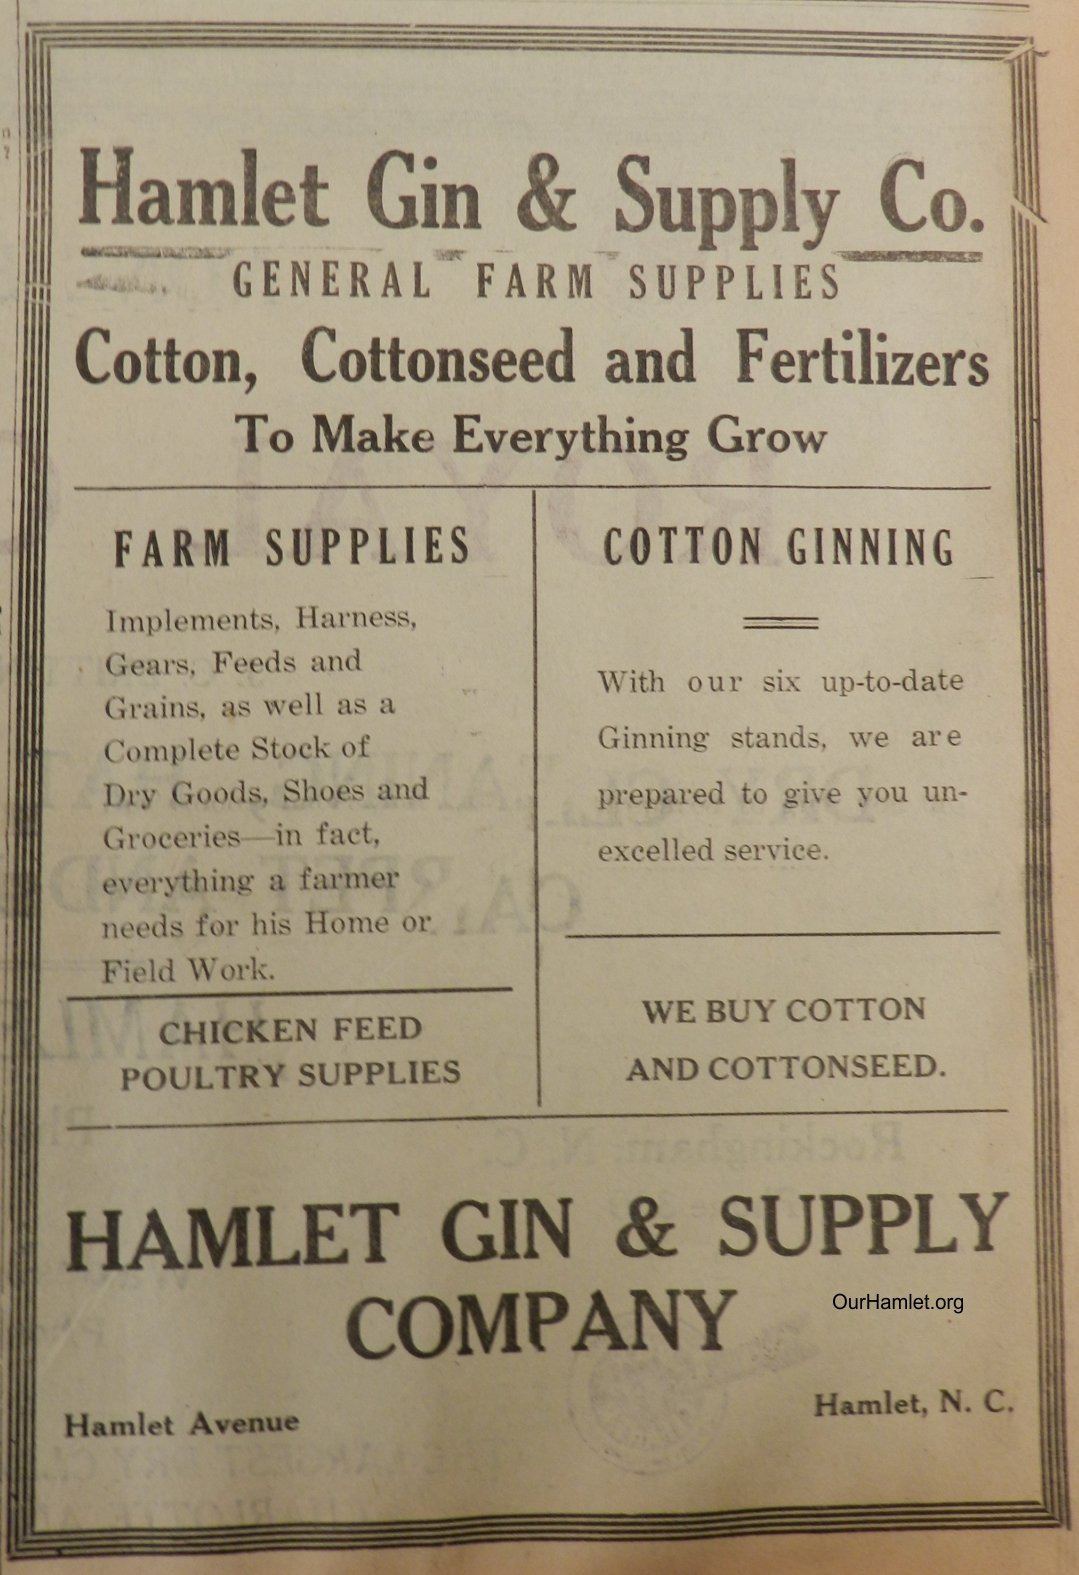 Hamlet Gin & Supply Co.
GENERAL FARM SUPPLIES
Cotton, Cottonseed and Fertilizers
To Make Everything Grow
FARM SUPPLIES
Implements, Harness,
Gears, Feeds and
Grains, as well as a
Complete Stock of
Dry Goods, Shoes and
Groceries—in fact,
everything a farmer
needs for his Home or
Field Work.
CHICKEN FEED
POULTRY SUPPLIES
COTTON GINNING
With our six up-to-date
Ginning stands, we are
prepared to give you un-
excelled service.
WE BUY COTTON
AND COTTONSEED.
HAMLET GIN & SUPPLY
COMPANY
OurHamlet.org
Hamlet Avenue
Hamlet, N. C.